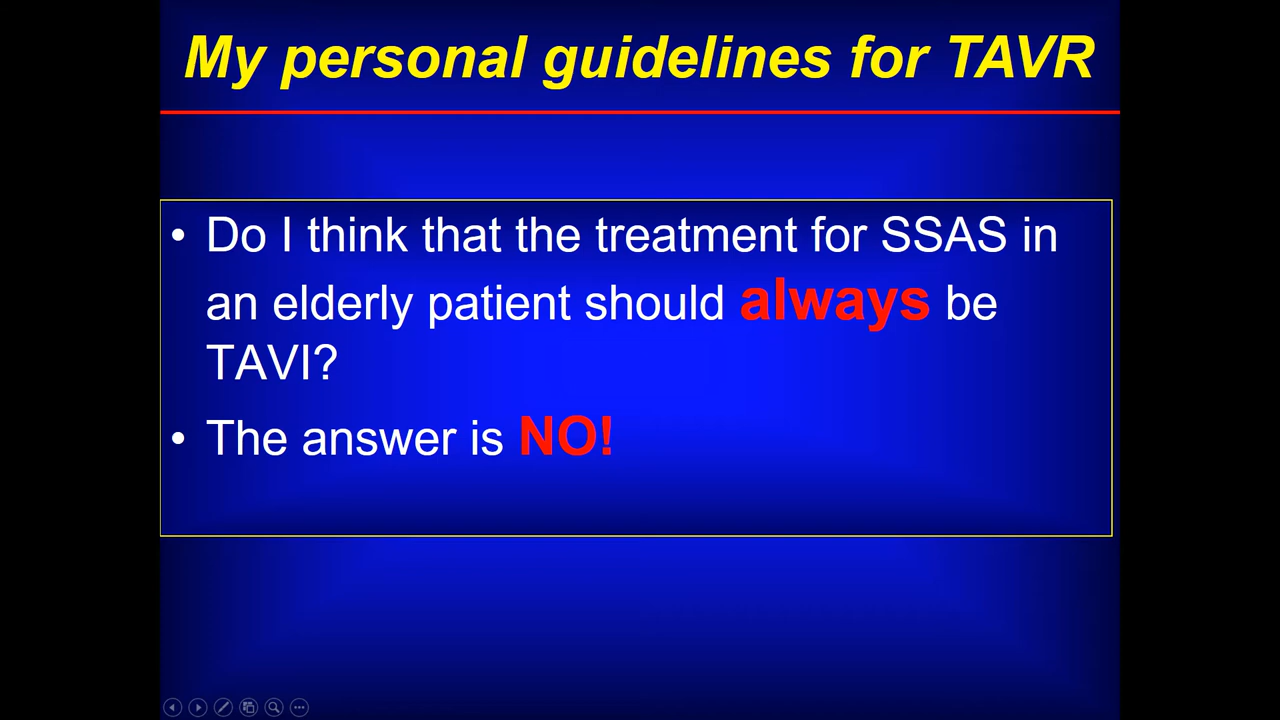 My personal guidelines for TAVR
• Do I think that the treatment for SSAS in
an elderly patient should always be
TAVI?
• The answer is NO!